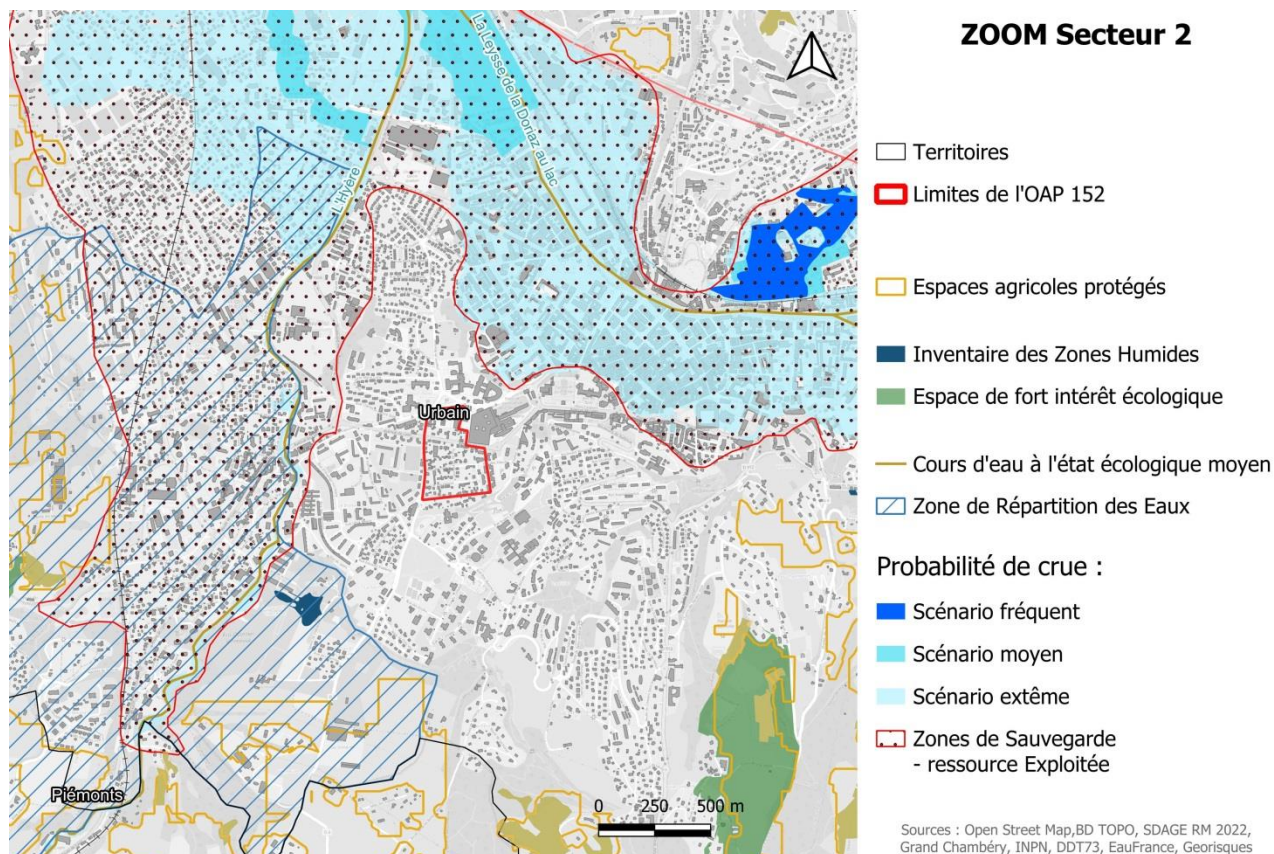 ZOOM Secteur 2
La Leysse de la Doriaz au lac
L'Hyère
Urbain
Piémonts
0 250 500 m
Territoires
Limites de l'OAP 152
Espaces agricoles protégés
Inventaire des Zones Humides
Espace de fort intérêt écologique
Cours d'eau à l'état écologique moyen
Zone de Répartition des Eaux
Probabilité de crue :
Scénario fréquent
Scénario moyen
Scénario extême
Zones de Sauvegarde
- ressource Exploitée
Sources : Open Street Map,BD TOPO, SDAGE RM 2022,
Grand Chambéry, INPN, DDT73, EauFrance, Georisques